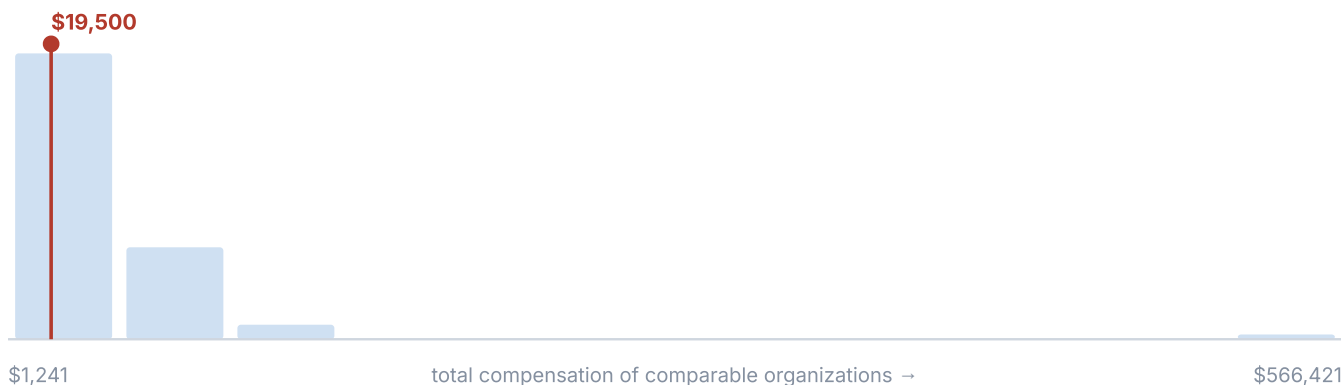 $19,500
$1,241
total compensation of comparable organizations →
$566,421